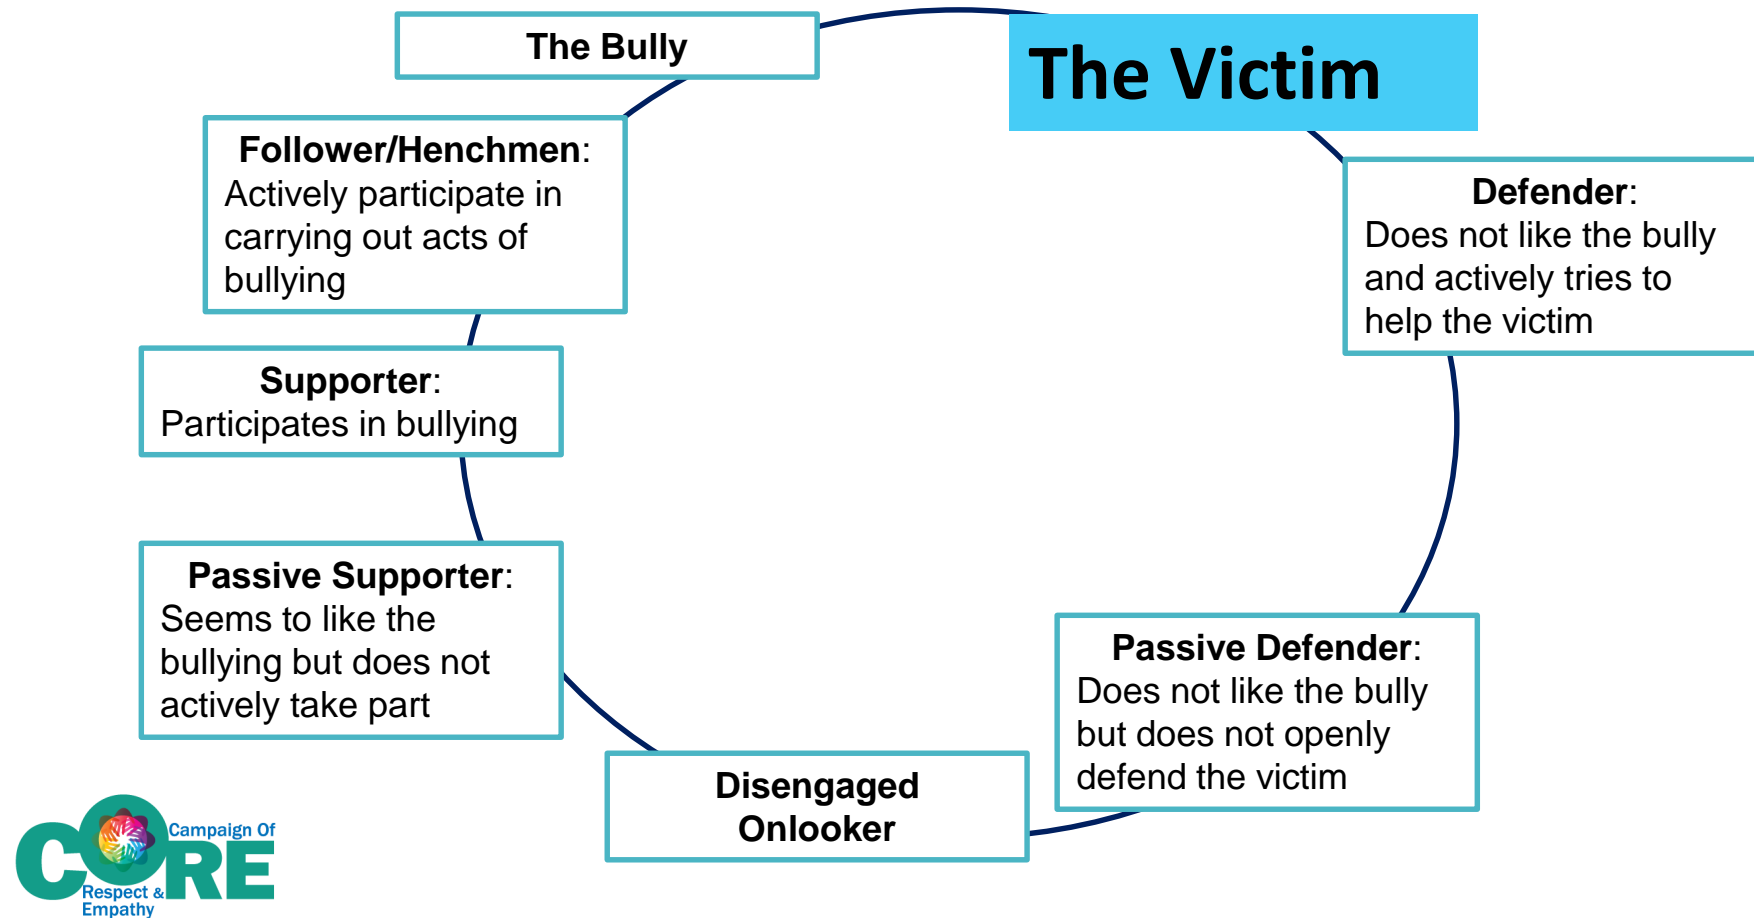 The Bully
The Victim
Follower/Henchmen:
Actively participate in
carrying out acts of
bullying
Defender:
Does not like the bully
and actively tries to
help the victim
Supporter:
Participates in bullying
Passive Supporter:
Seems to like the
bullying but does not
actively take part
Passive Defender:
Does not like the bully
but does not openly
defend the victim
Disengaged
Onlooker
Campaign Of
CORE
Respect &
Empathy